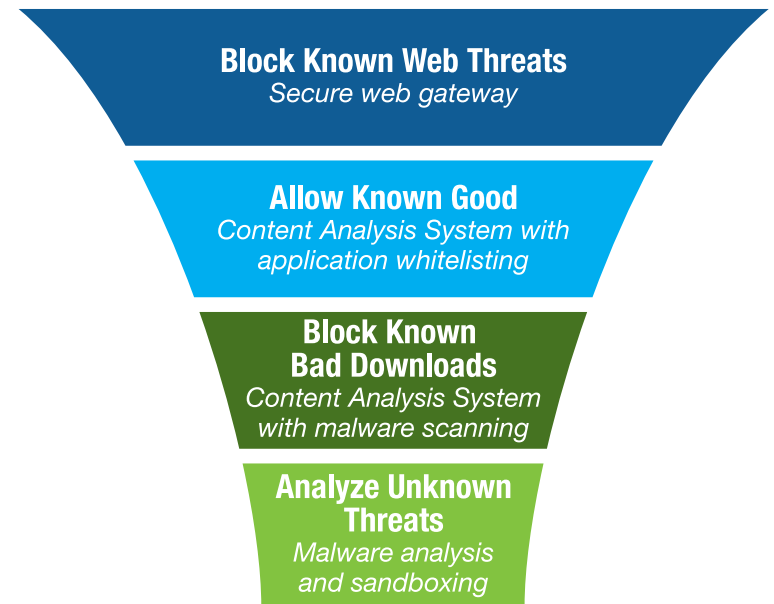 Block Known Web Threats
Secure web gateway
Allow Known Good
Content Analysis System with
application whitelisting
Block Known
Bad Downloads
Content Analysis System
with malware scanning
Analyze Unknown
Threats
Malware analysis
and sandboxing